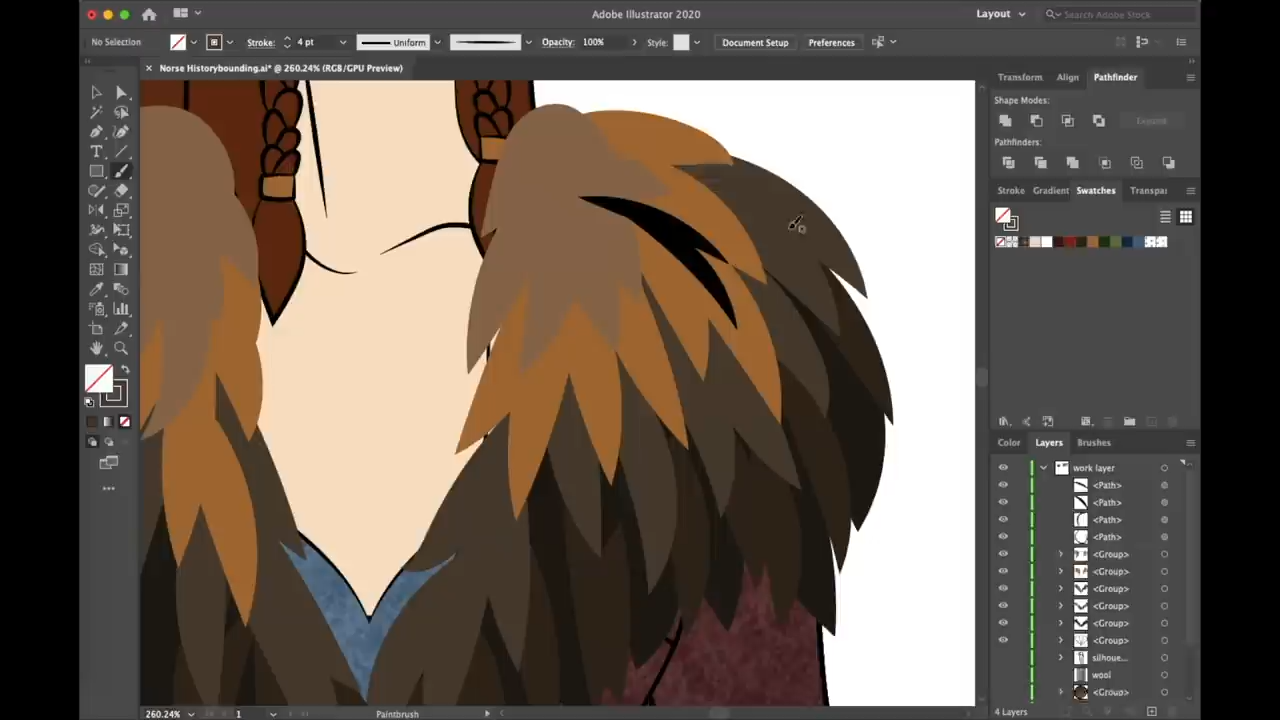 Adobe Illustrator 2020
Layout
Search Adobe Stock
No Selection
Stroke:
4 pt
Uniform
Opacity:
100%
Style:
Document Setup
Preferences
× Norse Historybounding.ai* @ 260.24% (RGB/GPU Preview)
Transform Align Pathfinder
Shape Modes:
Expand
Pathfinders:
Stroke Gradient Swatches Transpar
Color Layers Brushes
work layer
<Path>
<Path>
<Path>
<Path>
<Group>
<Group>
<Group>
<Group>
<Group>
<Group>
silhoue...
wool
<Group>
4 Layers
260.24%
1
Paintbrush